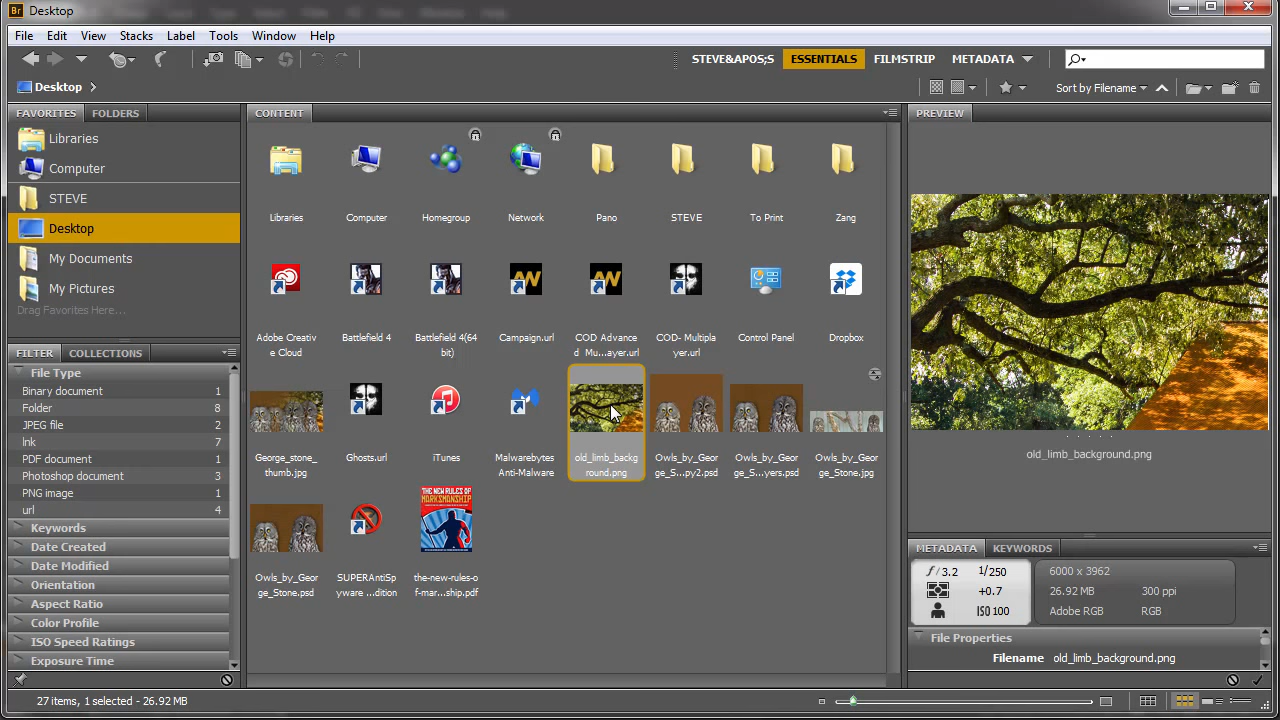 Br Desktop
File Edit View Stacks Label Tools Window Help
STEVE&APOS;S ESSENTIALS FILMSTRIP METADATA
Desktop
Sort by Filename
FAVORITES FOLDERS
Libraries
Computer
STEVE
Desktop
My Documents
My Pictures
Drag Favorites Here...
FILTER COLLECTIONS
File Type
Binary document 1
Folder 8
JPEG file 2
lnk 7
PDF document 3
Photoshop document 3
PNG image 1
url 4
Keywords
Date Created
Date Modified
Orientation
Aspect Ratio
Color Profile
ISO Speed Ratings
Exposure Time
CONTENT
Libraries Computer Homegroup Network Pano STEVE To Print Zang
AW AW
Adobe Creativ Battlefield 4 Battlefield 4(64 Campaign.url COD Advance COD- Multipla Control Panel Dropbox
e Cloud bit) d_Mu...ayer.url yer.url
George_stone_ Ghosts.url iTunes Malwarebytes old_limb_backg Owls_by_Geor Owls_by_Geor Owls_by_Geor
thumb.jpg Anti-Malware round.png ge_S...py2.psd ge_S...yers.psd ge_Stone.jpg
THE NEW RULES OF
MARKSMANSHIP
Owls_by_Geor SUPERAntiSp the-new-rules-o
ge_Stone.psd yware ...dition f-mar...ship.pdf
PREVIEW
old_limb_background.png
METADATA KEYWORDS
ƒ/3.2 1/250
+0.7
ISO100
6000 x 3962
26.92 MB 300 ppi
Adobe RGB RGB
File Properties
Filename old_limb_background.png
27 items, 1 selected - 26.92 MB